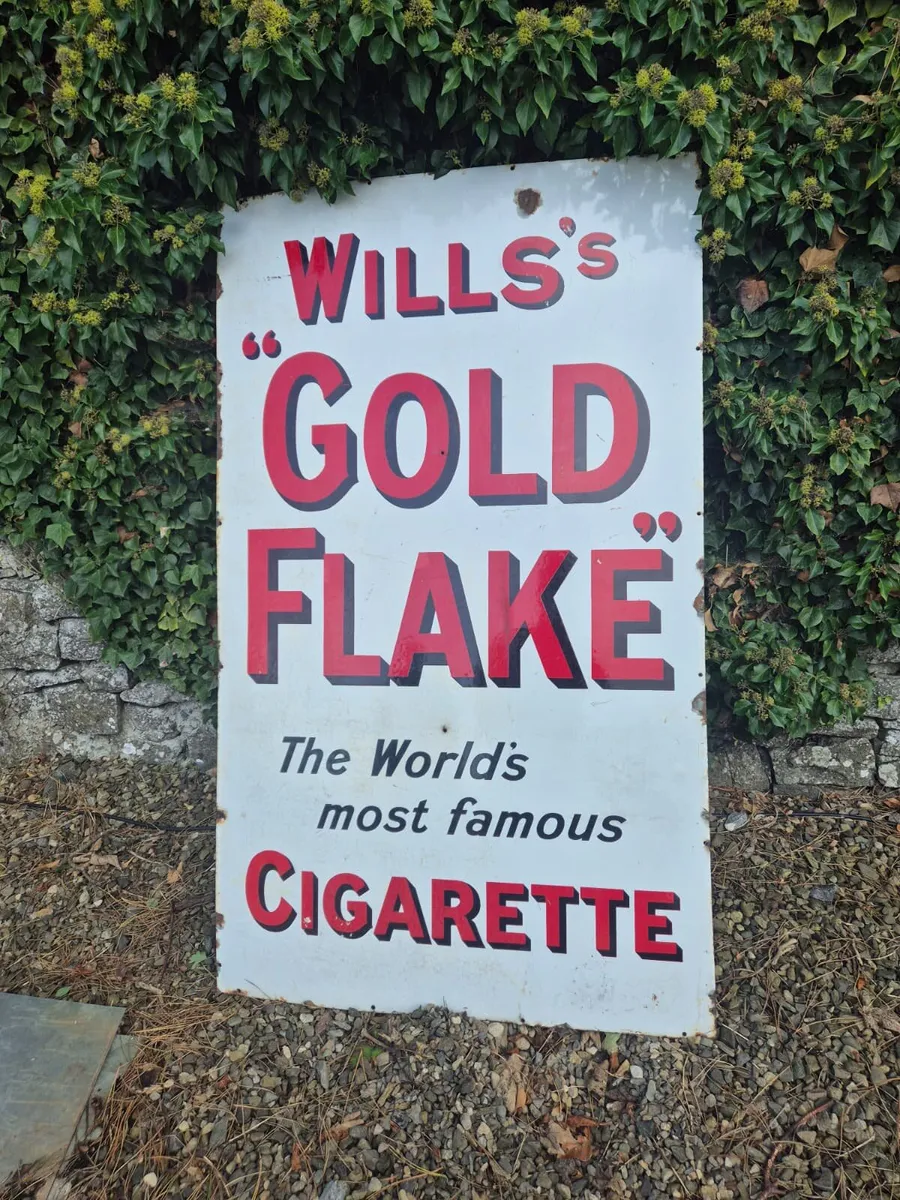 WILLS's
“GOLD
FLAKE”
The World's
most famous
CIGARETTE